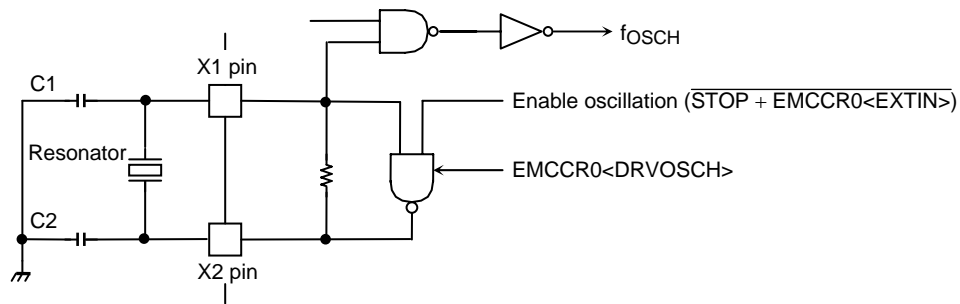 fOSCH
X1 pin
C1
Enable oscillation (STOP + EMCCR0<EXTIN>)
Resonator
EMCCR0<DRVOSCH>
C2
X2 pin